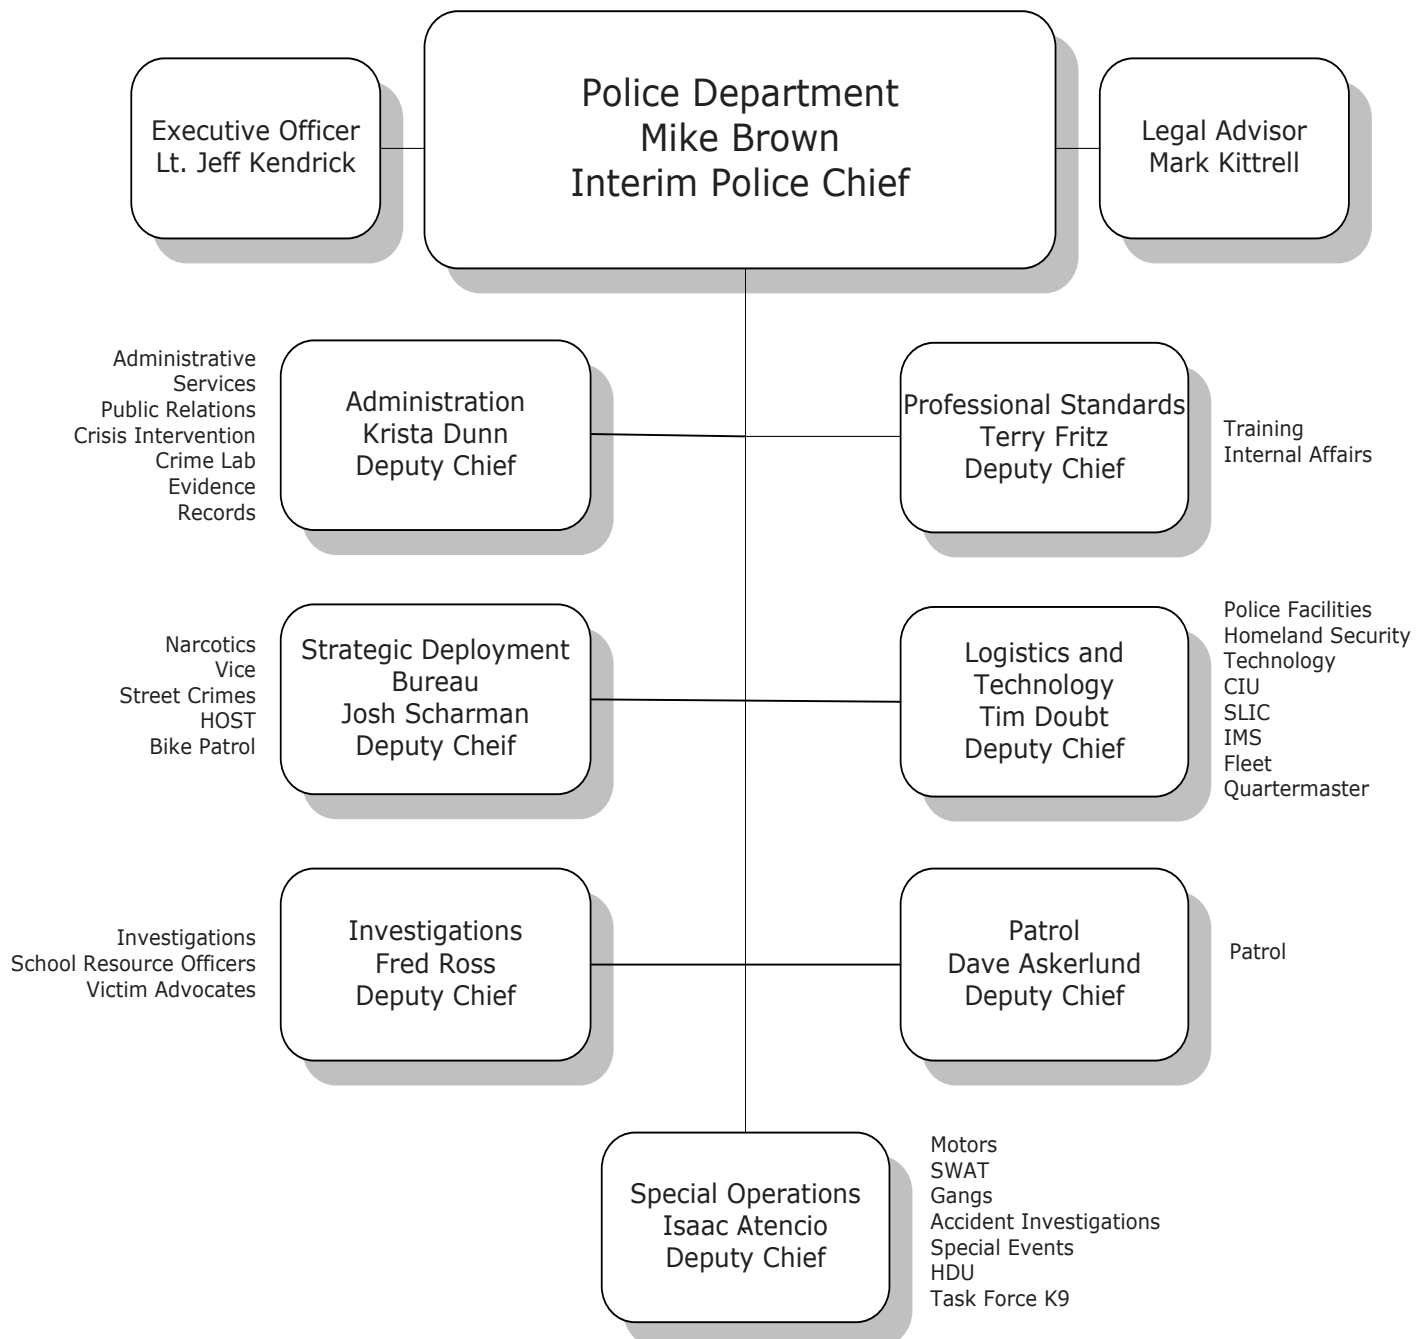 Police Department
Mike Brown
Interim Police Chief
Executive Officer
Lt. Jeff Kendrick
Legal Advisor
Mark Kittrell
Administrative
Services
Public Relations
Crisis Intervention
Crime Lab
Evidence
Records
Administration
Krista Dunn
Deputy Chief
Professional Standards
Terry Fritz
Deputy Chief
Training
Internal Affairs
Narcotics
Vice
Street Crimes
HOST
Bike Patrol
Strategic Deployment
Bureau
Josh Scharman
Deputy Cheif
Logistics and
Technology
Tim Doubt
Deputy Chief
Police Facilities
Homeland Security
Technology
CIU
SLIC
IMS
Fleet
Quartermaster
Investigations
School Resource Officers
Victim Advocates
Investigations
Fred Ross
Deputy Chief
Patrol
Dave Askerlund
Deputy Chief
Patrol
Special Operations
Isaac Atencio
Deputy Chief
Motors
SWAT
Gangs
Accident Investigations
Special Events
HDU
Task Force K9